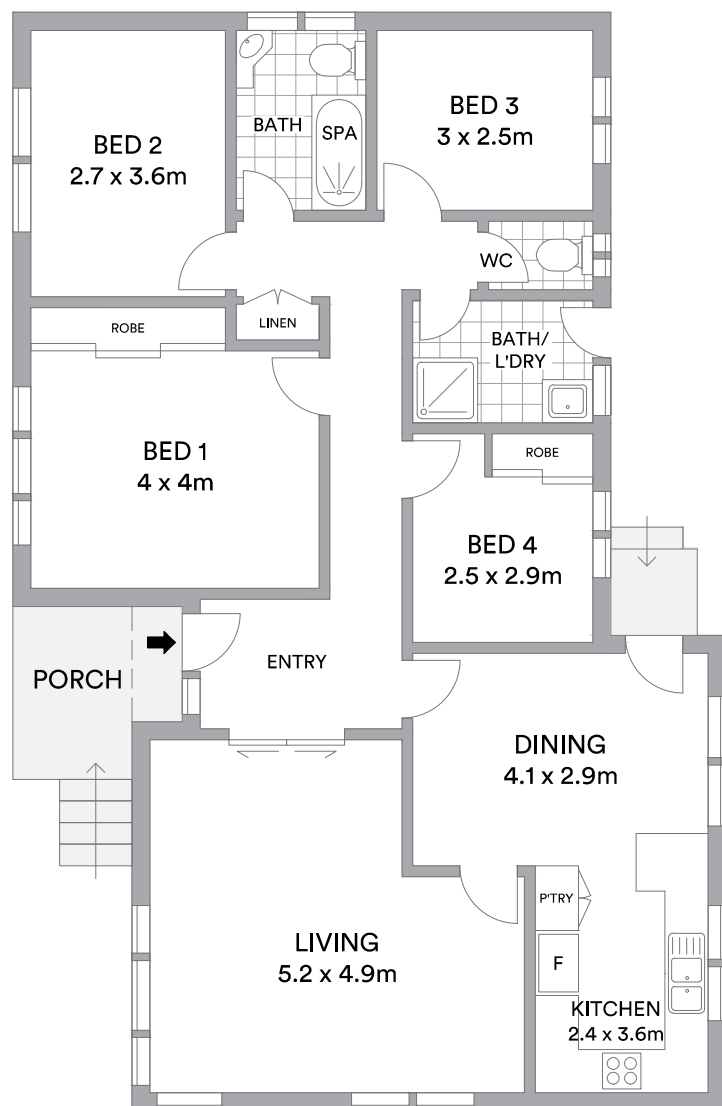 BED 2
2.7 x 3.6m
BATH
SPA
BED 3
3 x 2.5m
WC
ROBE
LINEN
BATH/
L'DRY
BED 1
4 x 4m
ROBE
BED 4
2.5 x 2.9m
ENTRY
PORCH
DINING
4.1 x 2.9m
P'TRY
LIVING
5.2 x 4.9m
F
KITCHEN
2.4 x 3.6m